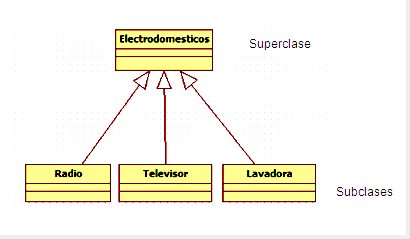 Electrodomesticos
Superclase
Radio
Televisor
Lavadora
Subclases